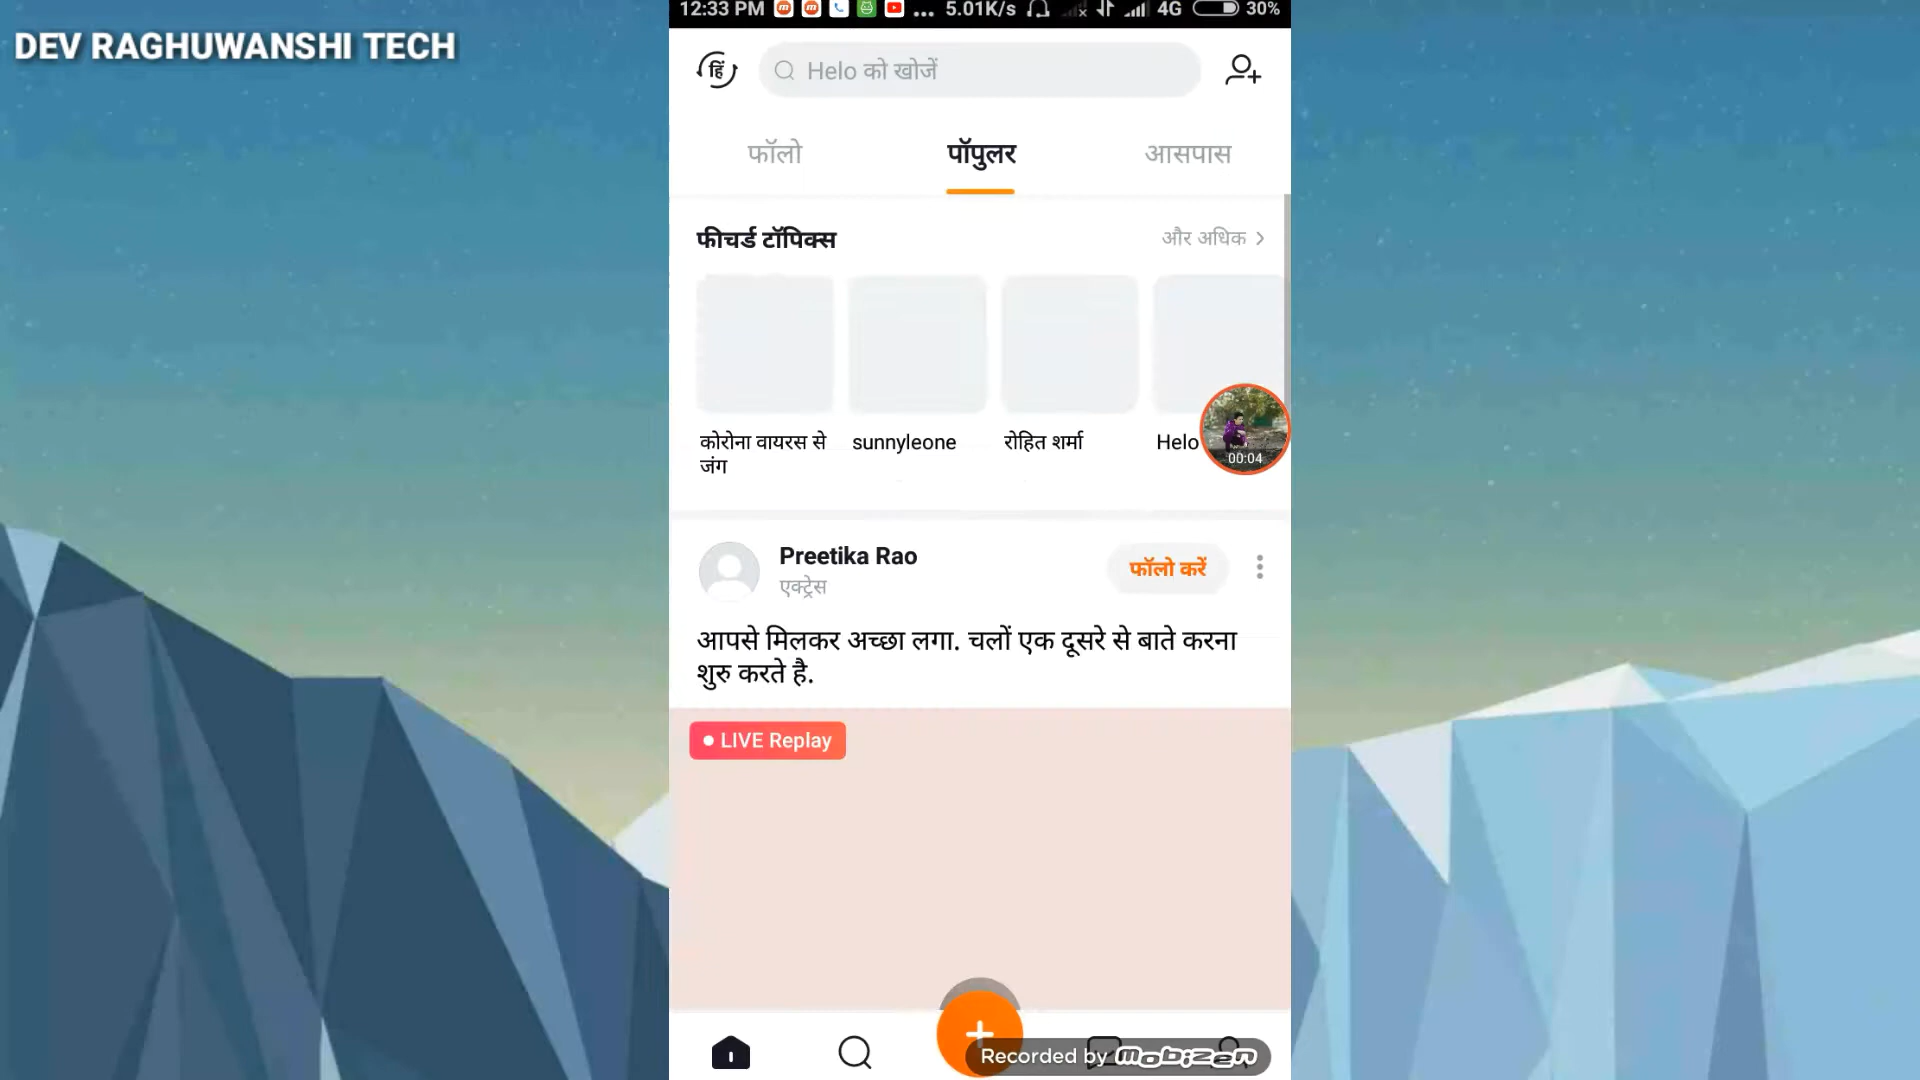 DEV RAGHUWANSHI TECH
12:33 PM ... 5.01K/s 4G 30%
हिं
Helo को खोजें
फॉलो पॉपुलर आसपास
फीचर्ड टॉपिक्स और अधिक
कोरोना वायरस से sunnyleone रोहित शर्मा Helo
जंग
00:04
Preetika Rao
फॉलो करें
एक्ट्रेस
आपसे मिलकर अच्छा लगा. चलों एक दूसरे से बाते करना
शुरु करते है.
LIVE Replay
Recorded by mobizen